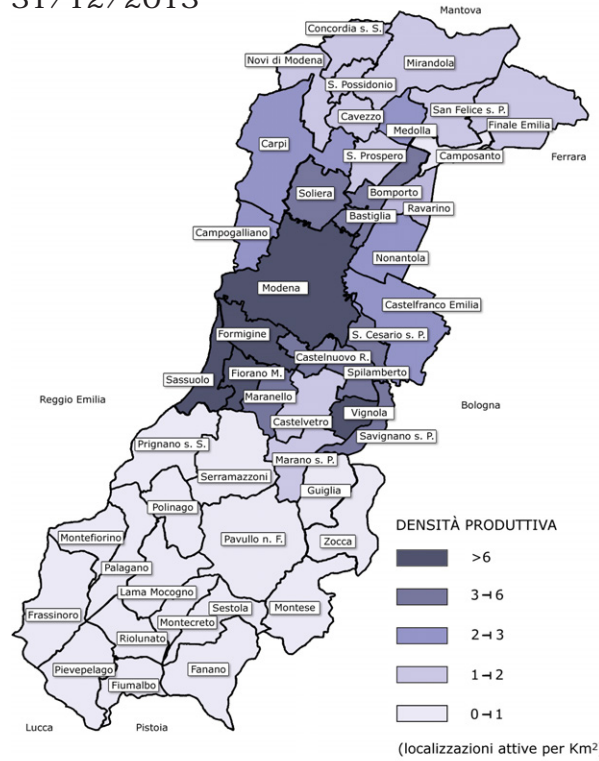 31/12/2013
Mantova
Concordia s. S.
Novi di Modena
Mirandola
S. Possidonio
San Felice s. P.
Cavezzo
Finale Emilia
Medolla
Carpi
S. Prospero
Camposanto
Ferrara
Soliera
Bomporto
Ravarino
Bastiglia
Campogalliano
Nonantola
Modena
Castelfranco Emilia
Formigine
S. Cesario s. P.
Castelnuovo R.
Fiorano M.
Spilamberto
Sassuolo
Maranello
Reggio Emilia
Bologna
Vignola
Castelvetro
Savignano s. P.
Prignano s. S.
Marano s. P.
Serramazzoni
Guiglia
Polinago
DENSITÀ PRODUTTIVA
Montefiorino
Pavullo n. F.
Zocca
>6
Palagano
Lama Mocogno
3⊣6
Sestola
Montese
Frassinoro
Montecreto
Riolunato
2⊣3
Pievepelago
Fanano
1⊣2
Fiumalbo
0⊣1
Lucca
Pistoia
(localizzazioni attive per Km²